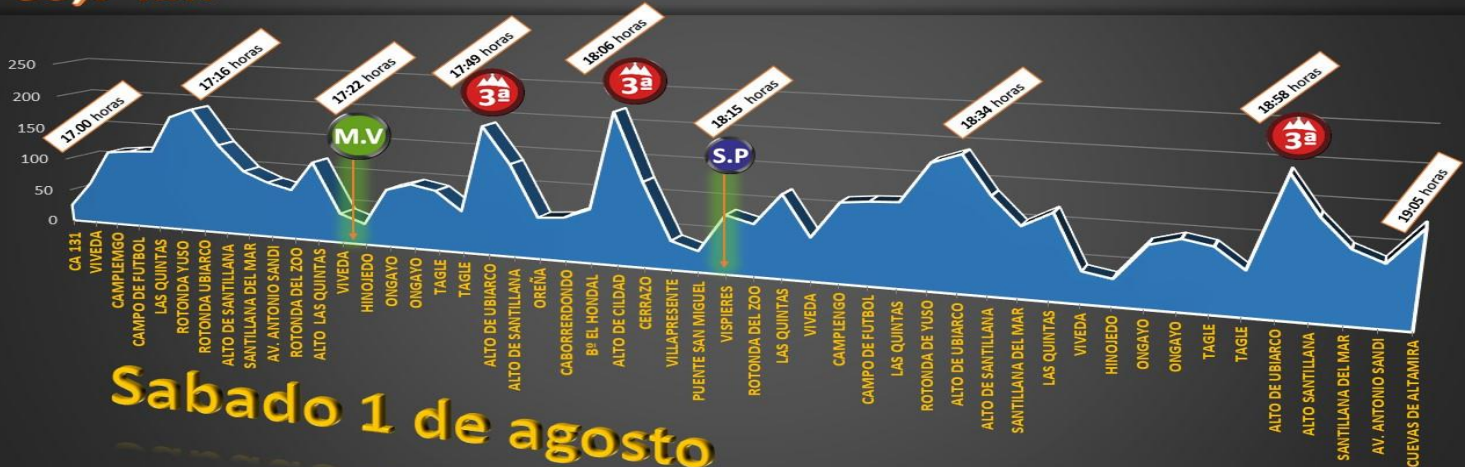 17.00 horas
17:16 horas
17:22 horas
17:49 horas
18:06 horas
18:15 horas
18:34 horas
18:58 horas
19:05 horas
3ª
3ª
M.V
S.P
3ª
250
200
150
100
50
0
CA 131
VIVEDA
CAMPLEMGO
CAMPO DE FUTBOL
LAS QUINTAS
ROTONDA YUSO
ROTONDA UBIARCO
ALTO DE SANTILLANA
SANTILLANA DEL MAR
AV. ANTONIO SANDI
ROTONDA DEL ZOO
ALTO LAS QUINTAS
VIVEDA
HINOJEDO
ONGAYO
ONGAYO
TAGLE
TAGLE
ALTO DE UBIARCO
ALTO DE SANTILLANA
OREÑA
CABORERDONDO
Bº EL HONDAL
ALTO DE CILDAD
CERRAZO
VILLAPRESENTE
PUENTE SAN MIGUEL
VISPIERES
ROTONDA DEL ZOO
LAS QUINTAS
VIVEDA
CAMPLENGO
CAMPO DE FUTBOL
LAS QUINTAS
ROTONDA DE YUSO
ALTO DE UBIARCO
ALTO DE SANTILLANIA
SANTILLANA DEL MAR
LAS QUINTAS
VIVEDA
HINOJEDO
ONGAYO
ONGAYO
TAGLE
TAGLE
ALTO DE UBIARCO
ALTO SANTILLANA
SANTILLANA DEL MAR
AV. ANTONIO SANDI
CUEVAS DE ALTAMIRA
Sabado 1 de agosto